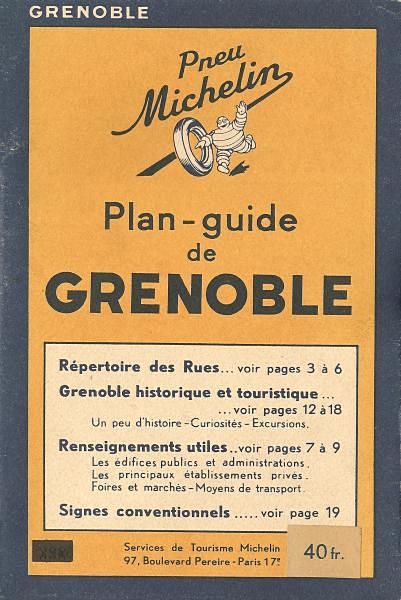 GRENOBLE
Pneu
Michelin
Plan-guide
de
GRENOBLE
Répertoire des Rues... voir pages 3 à 6
Grenoble historique et touristique ...
... voir pages 12 à 18
Un peu d'histoire - Curiosités - Excursions.
Renseignements utiles.. voir pages 7 à 9
Les édifices publics et administrations.
Les principaux établissements privés.
Foires et marchés - Moyens de transport.
Signes conventionnels ..... voir page 19
Services de Tourisme Michelin
97, Boulevard Pereire - Paris 17e
40 fr.